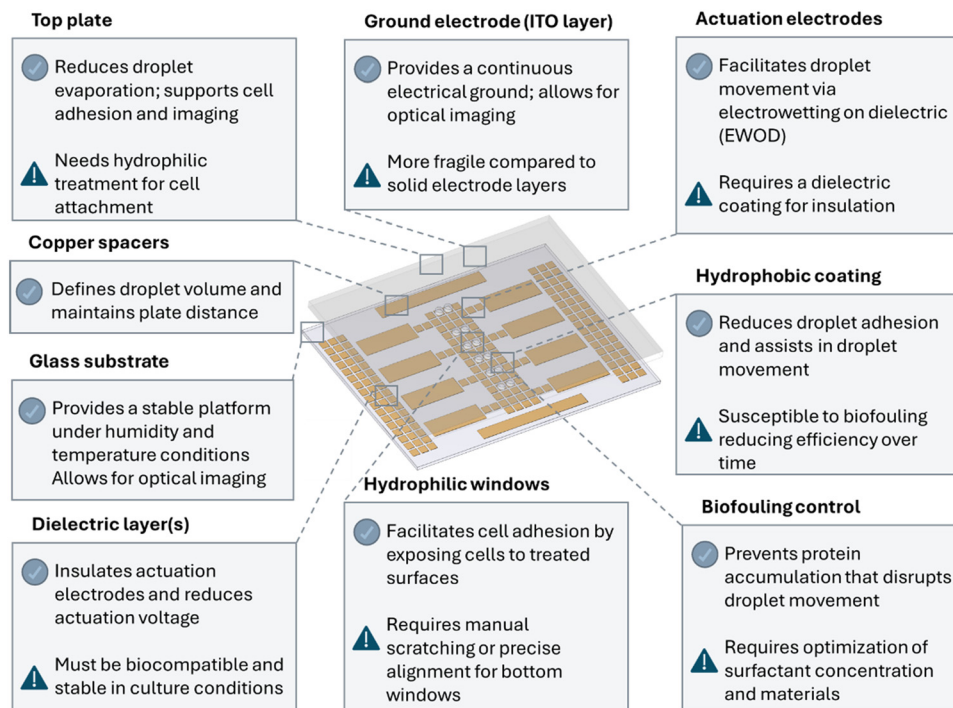 Top plate
Reduces droplet
evaporation; supports cell
adhesion and imaging
Needs hydrophilic
treatment for cell
attachment
Ground electrode (ITO layer)
Provides a continuous
electrical ground; allows for
optical imaging
More fragile compared to
solid electrode layers
Actuation electrodes
Facilitates droplet
movement via
electrowetting on dielectric
(EWOD)
Requires a dielectric
coating for insulation
Copper spacers
Defines droplet volume and
maintains plate distance
Hydrophobic coating
Reduces droplet adhesion
and assists in droplet
movement
Susceptible to biofouling
reducing efficiency over
time
Glass substrate
Provides a stable platform
under humidity and
temperature conditions
Allows for optical imaging
Dielectric layer(s)
Insulates actuation
electrodes and reduces
actuation voltage
Must be biocompatible and
stable in culture conditions
Hydrophilic windows
Facilitates cell adhesion by
exposing cells to treated
surfaces
Requires manual
scratching or precise
alignment for bottom
windows
Biofouling control
Prevents protein
accumulation that disrupts
droplet movement
Requires optimization of
surfactant concentration
and materials